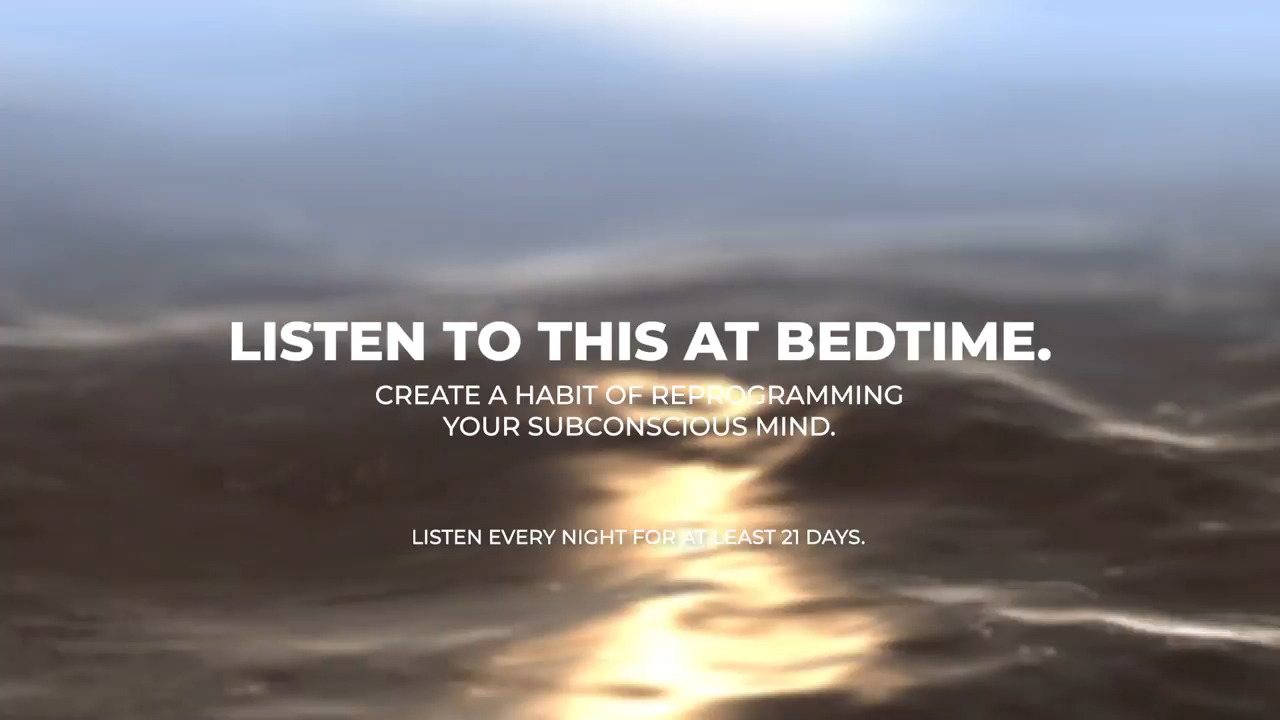 LISTEN TO THIS AT BEDTIME.
CREATE A HABIT OF REPROGRAMMING
YOUR SUBCONSCIOUS MIND.
LISTEN EVERY NIGHT FOR AT LEAST 21 DAYS.